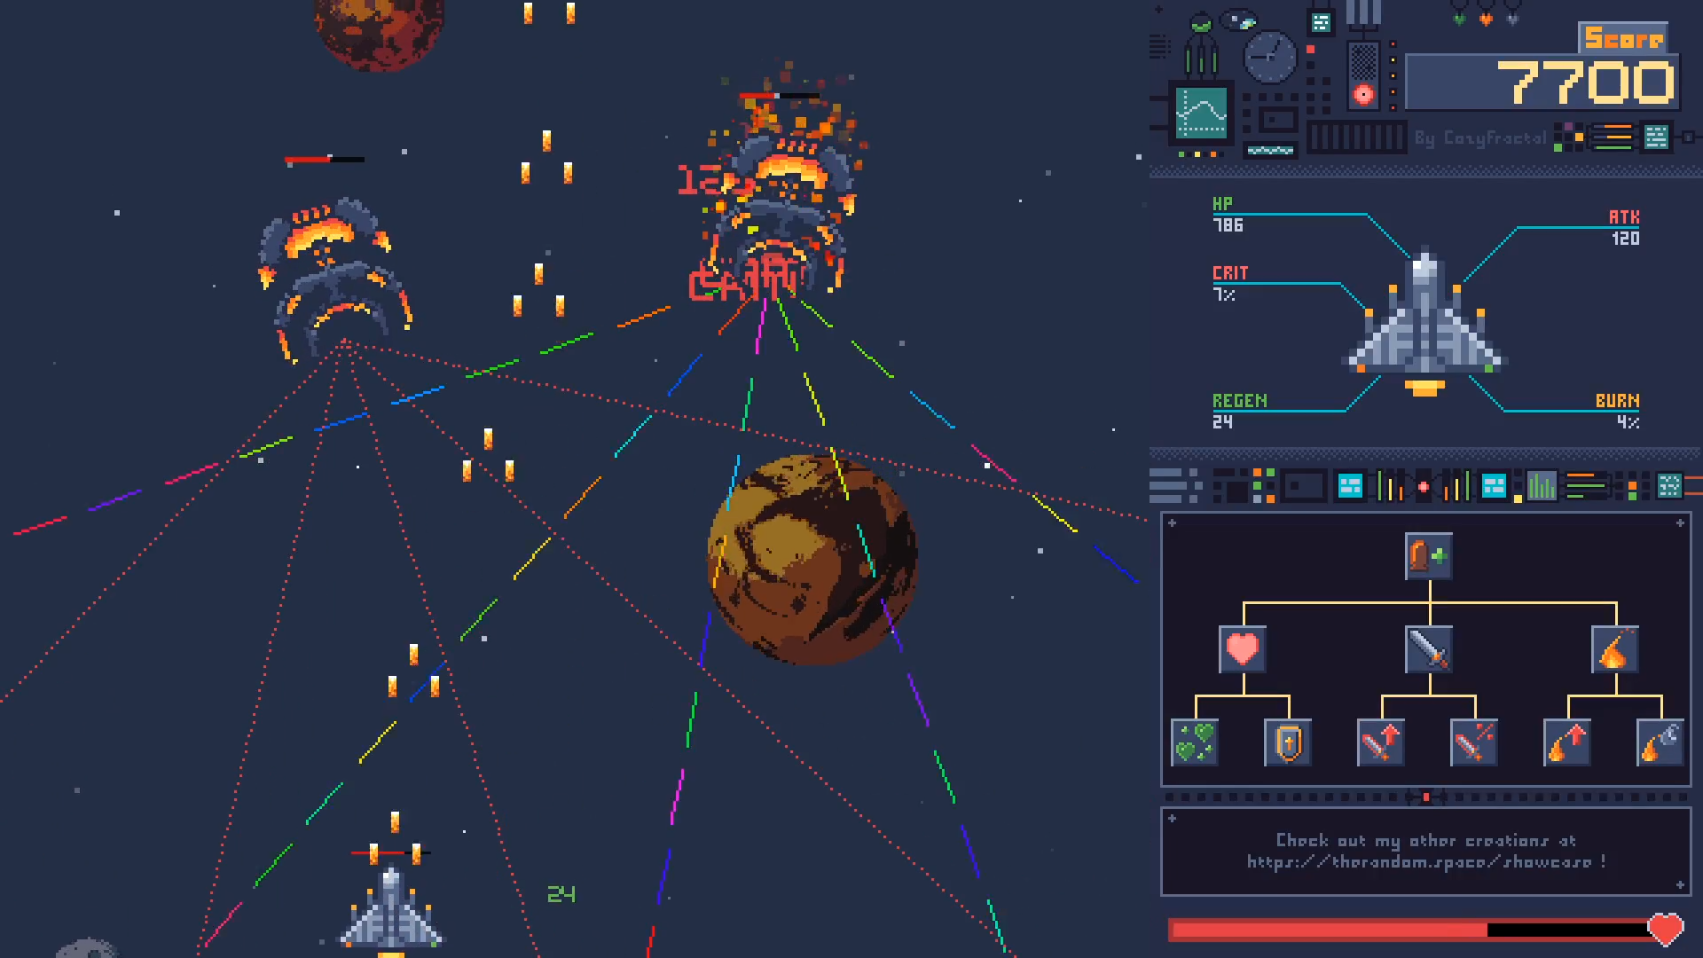 Score
7700
By CozyFractal
HP
786
ATK
120
CRIT
7%
REGEN
24
BURN
4%
24
Check out my other creations at
https://therandom.space/showcase !